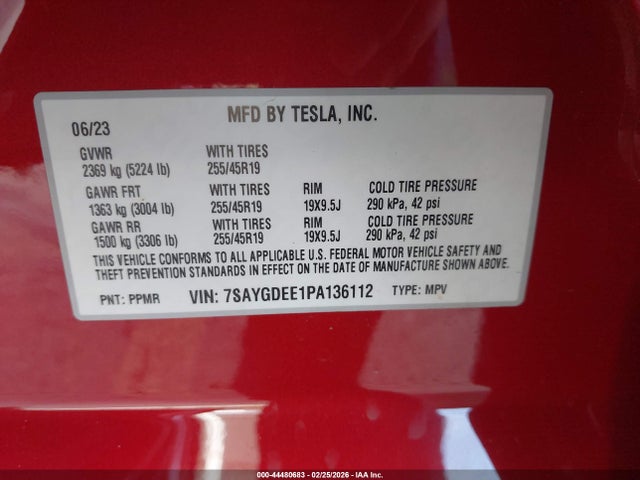 MFD BY TESLA, INC.
06/23
GVWR WITH TIRES
2369 kg (5224 lb) 255/45R19
GAWR FRT WITH TIRES RIM COLD TIRE PRESSURE
1363 kg (3004 lb) 255/45R19 19X9.5J 290 kPa, 42 psi
GAWR RR WITH TIRES RIM COLD TIRE PRESSURE
1500 kg (3306 lb) 255/45R19 19X9.5J 290 kPa, 42 psi
THIS VEHICLE CONFORMS TO ALL APPLICABLE U.S. FEDERAL MOTOR VEHICLE SAFETY AND
THEFT PREVENTION STANDARDS IN EFFECT ON THE DATE OF MANUFACTURE SHOWN ABOVE.
PNT: PPMR VIN: 7SAYGDEE1PA136112 TYPE: MPV
000-44480683 - 02/25/2026 - IAA Inc.